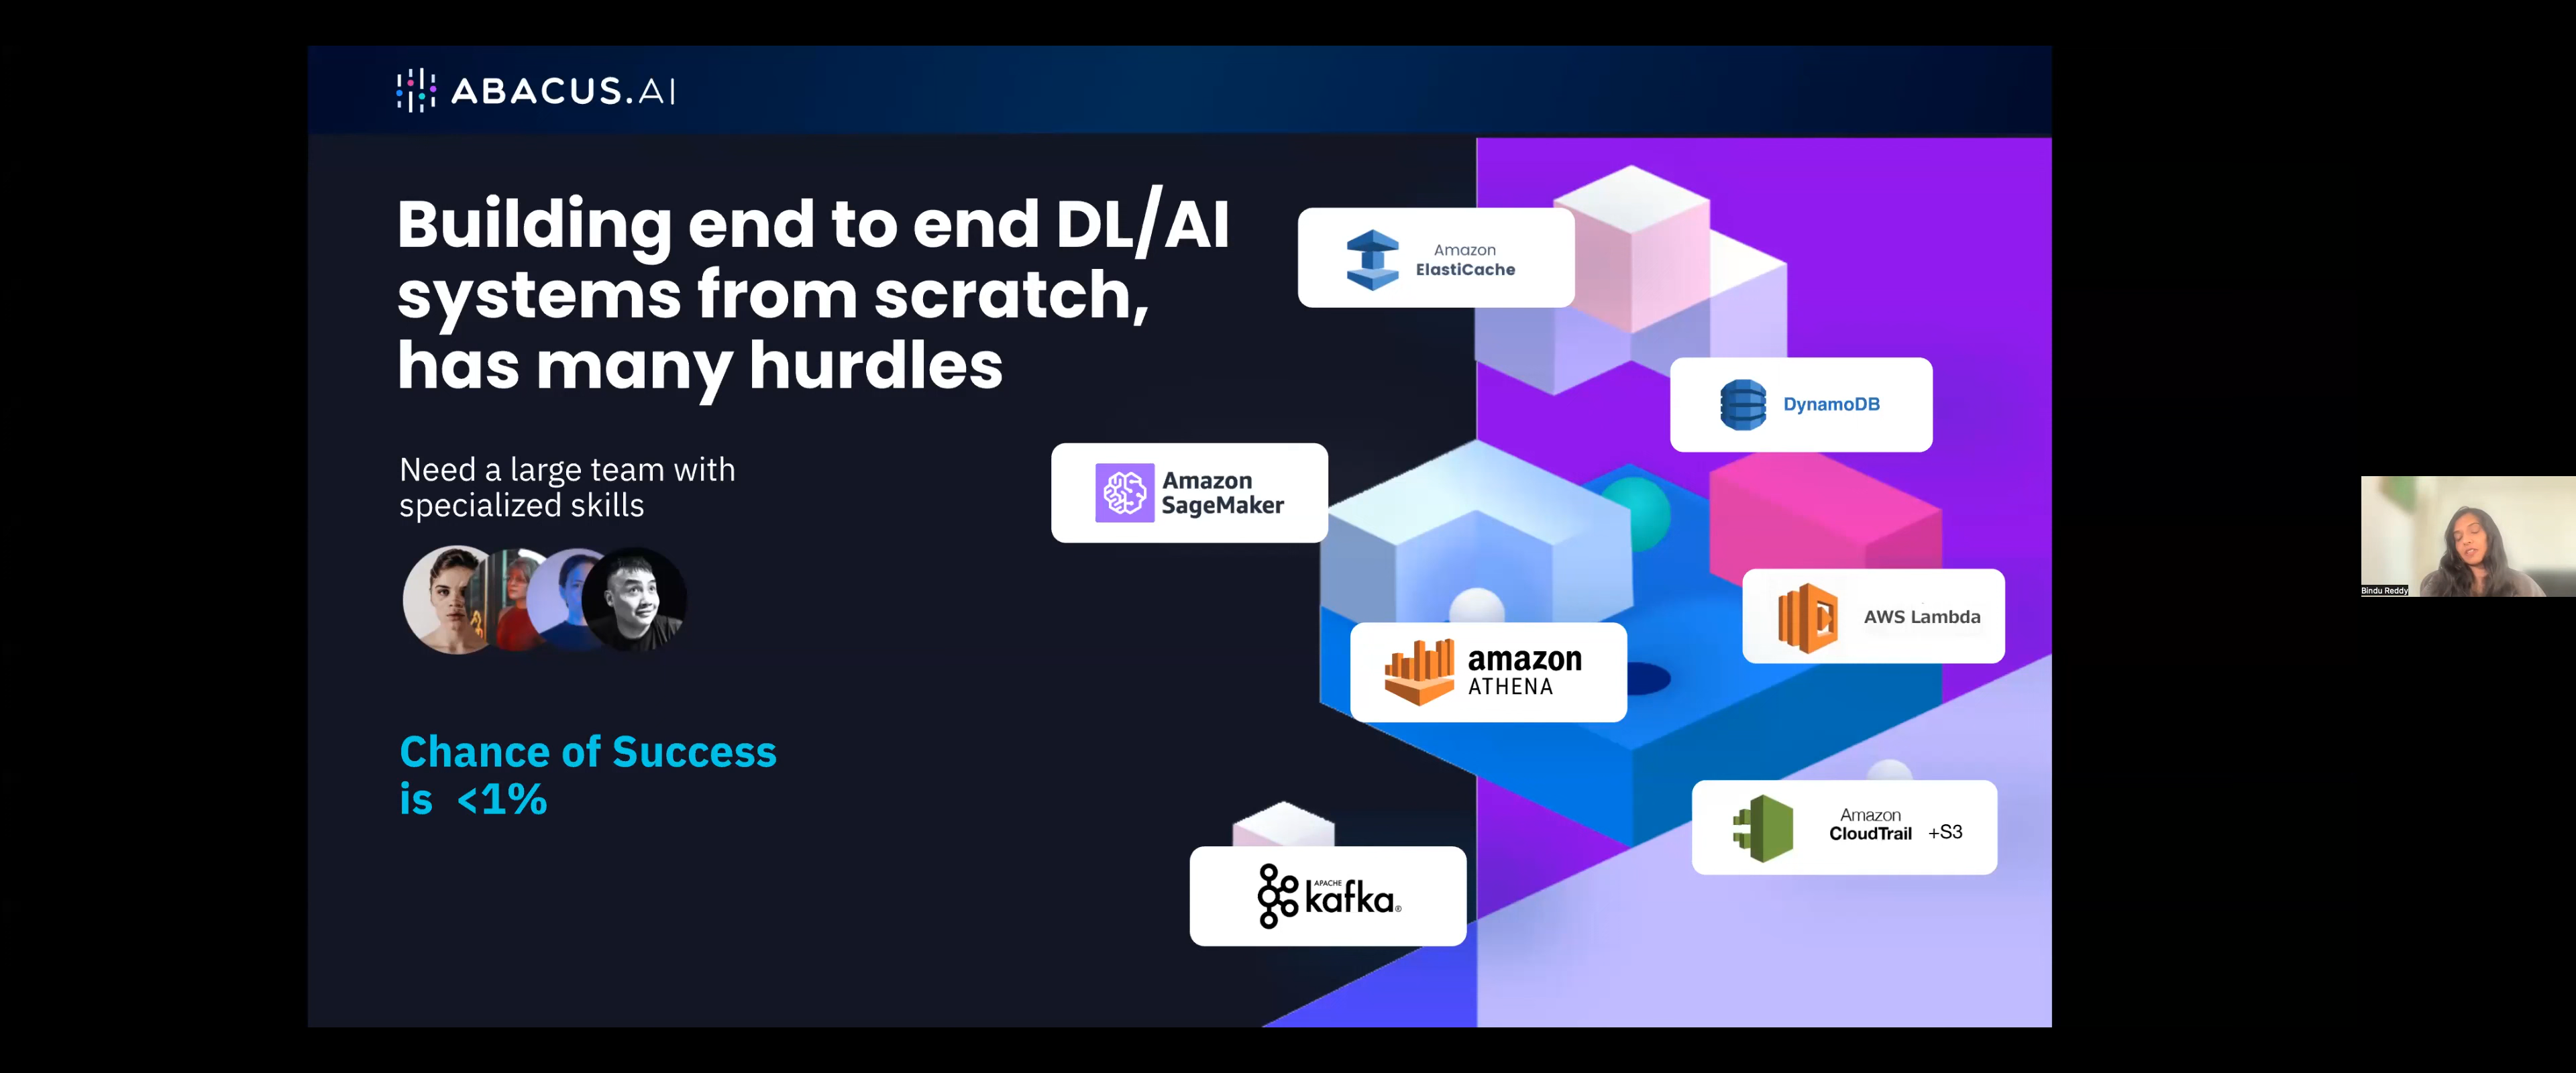 ABACUS.AI
Building end to end DL/AI
systems from scratch,
has many hurdles
Need a large team with
specialized skills
Chance of Success
is <1%
Amazon
ElastiCache
DynamoDB
Amazon
SageMaker
AWS Lambda
amazon
ATHENA
Amazon
CloudTrail +S3
APACHE
kafka®
Bindu Reddy